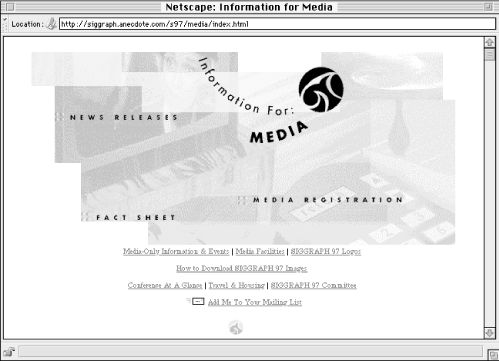 Netscape: Information for Media
Location: http://siggraph.anecdote.com/s97/media/index.html
Information For:
MEDIA
NEWS RELEASES
MEDIA REGISTRATION
FACT SHEET
Media-Only Information & Events | Media Facilities | SIGGRAPH 97 Logos
How to Download SIGGRAPH 97 Images
Conference At A Glance | Travel & Housing | SIGGRAPH 97 Committee
Add Me To Your Mailing List